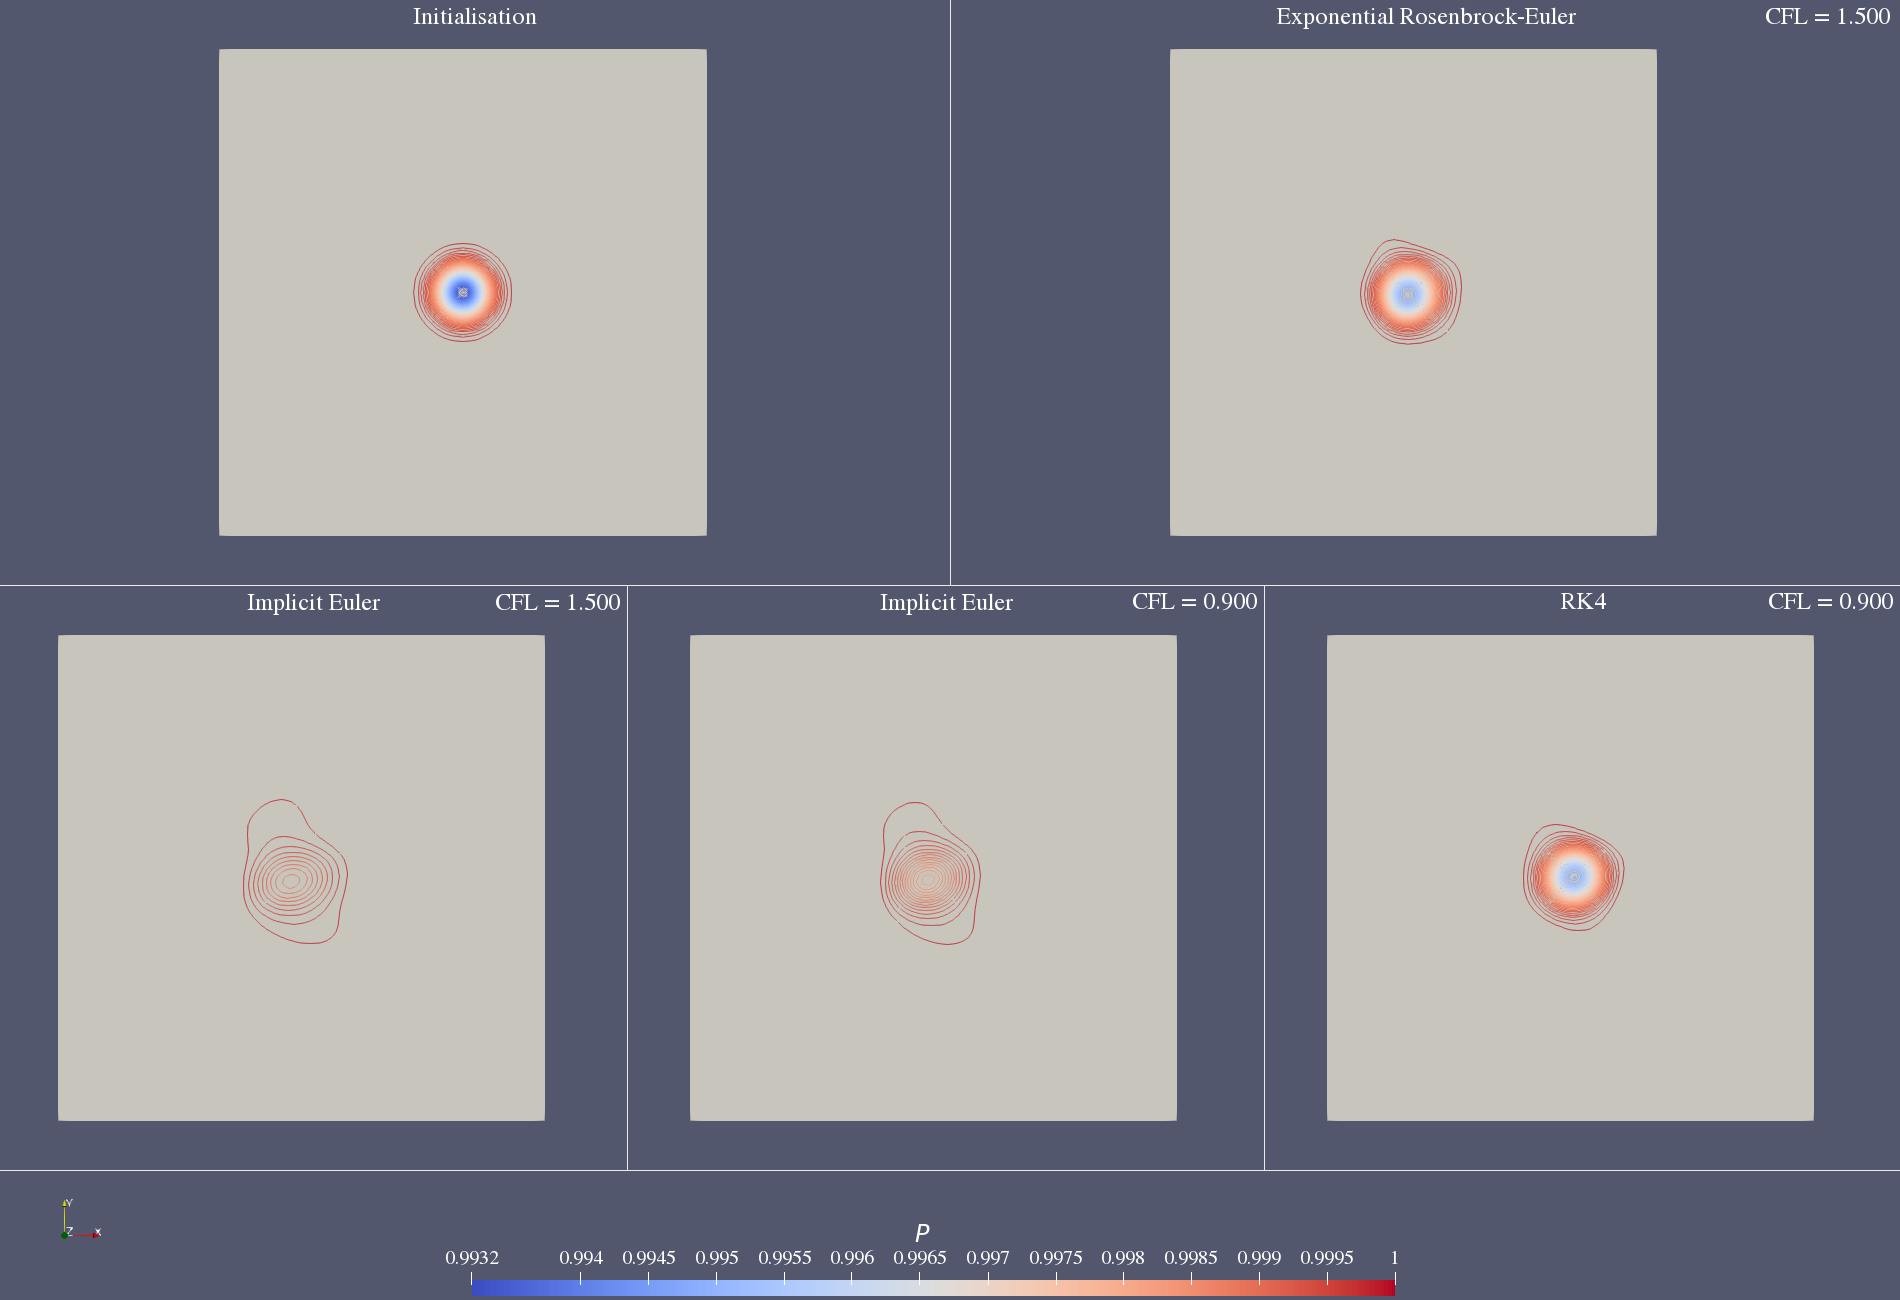 Initialisation
Exponential Rosenbrock-Euler CFL = 1.500
Implicit Euler CFL = 1.500
Implicit Euler CFL = 0.900
RK4 CFL = 0.900
Y
Z X
P
0.9932 0.994 0.9945 0.995 0.9955 0.996 0.9965 0.997 0.9975 0.998 0.9985 0.999 0.9995 1